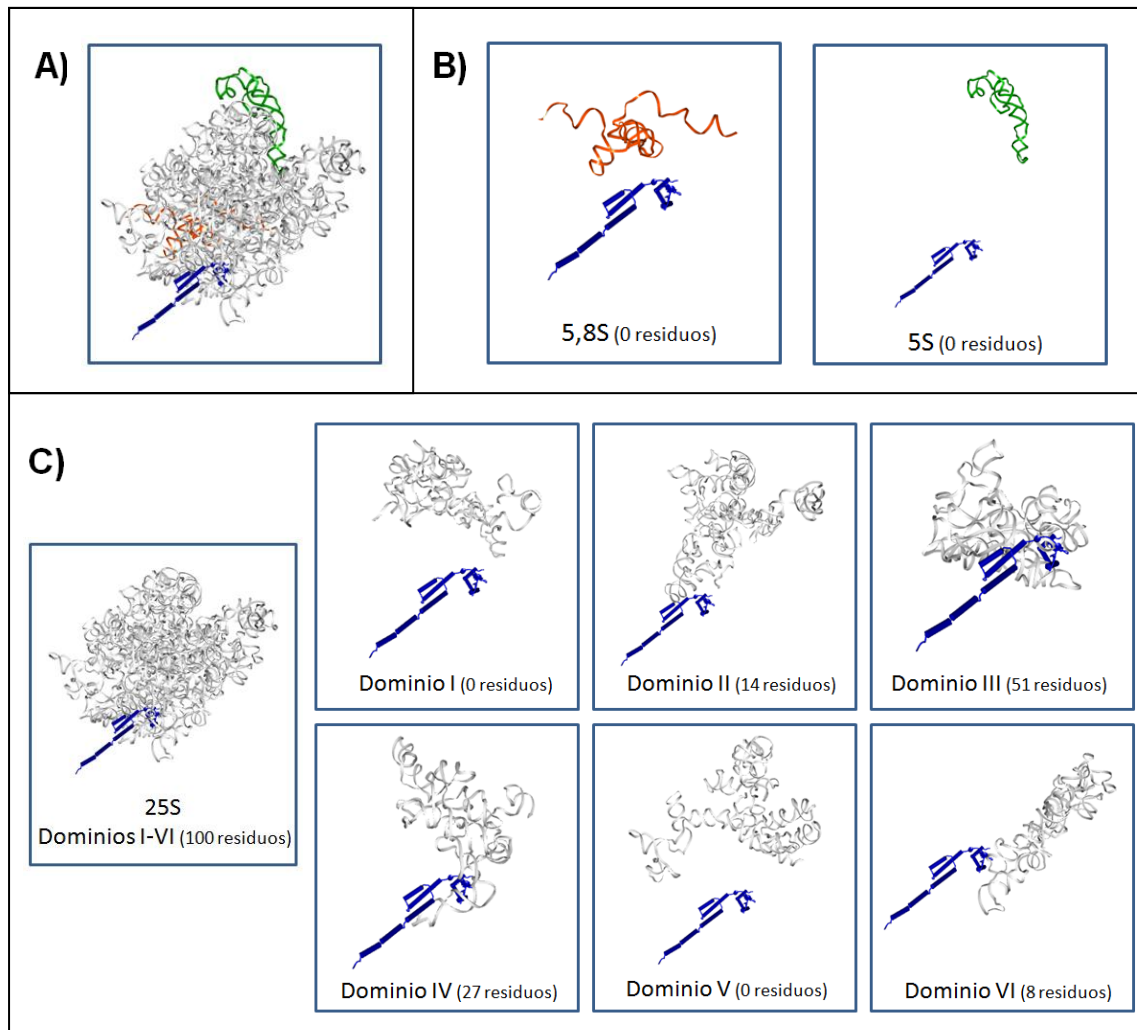 A)
B)
5,8S (0 residuos)
5S (0 residuos)
C)
25S
Dominios I-VI (100 residuos)
Dominio I (0 residuos)
Dominio II (14 residuos)
Dominio III (51 residuos)
Dominio IV (27 residuos)
Dominio V (0 residuos)
Dominio VI (8 residuos)